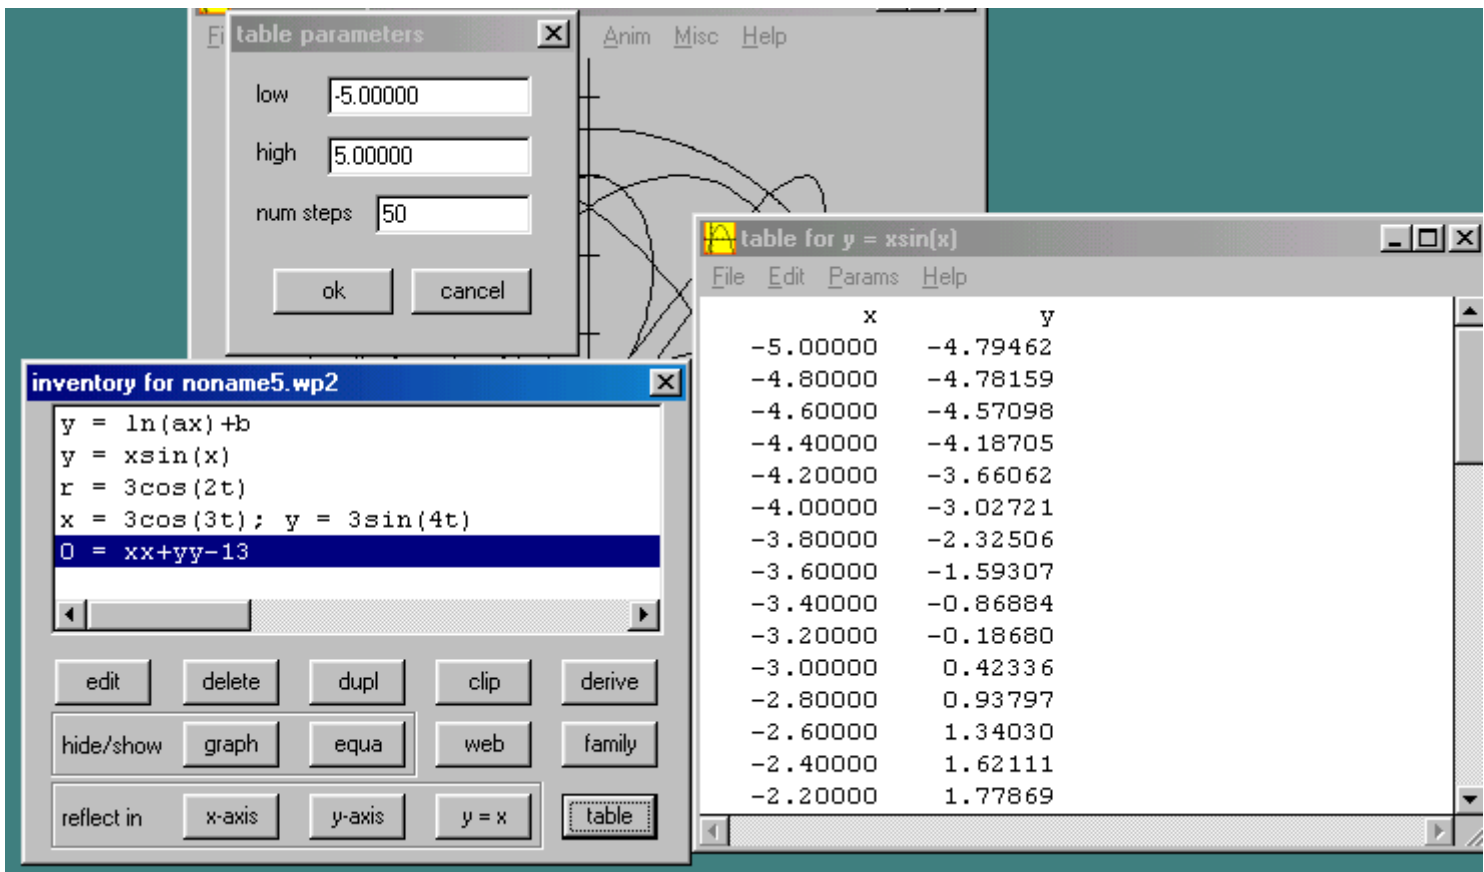 Fi
Anim Misc Help
table parameters
low -5.00000
high 5.00000
num steps 50
ok cancel
inventory for noname5.wp2
y = ln(ax)+b
y = xsin(x)
r = 3cos(2t)
x = 3cos(3t); y = 3sin(4t)
0 = xx+yy-13
edit delete dupl clip derive
hide/show graph equa web family
reflect in x-axis y-axis y = x table
table for y = xsin(x)
File Edit Params Help
x y
-5.00000 -4.79462
-4.80000 -4.78159
-4.60000 -4.57098
-4.40000 -4.18705
-4.20000 -3.66062
-4.00000 -3.02721
-3.80000 -2.32506
-3.60000 -1.59307
-3.40000 -0.86884
-3.20000 -0.18680
-3.00000 0.42336
-2.80000 0.93797
-2.60000 1.34030
-2.40000 1.62111
-2.20000 1.77869